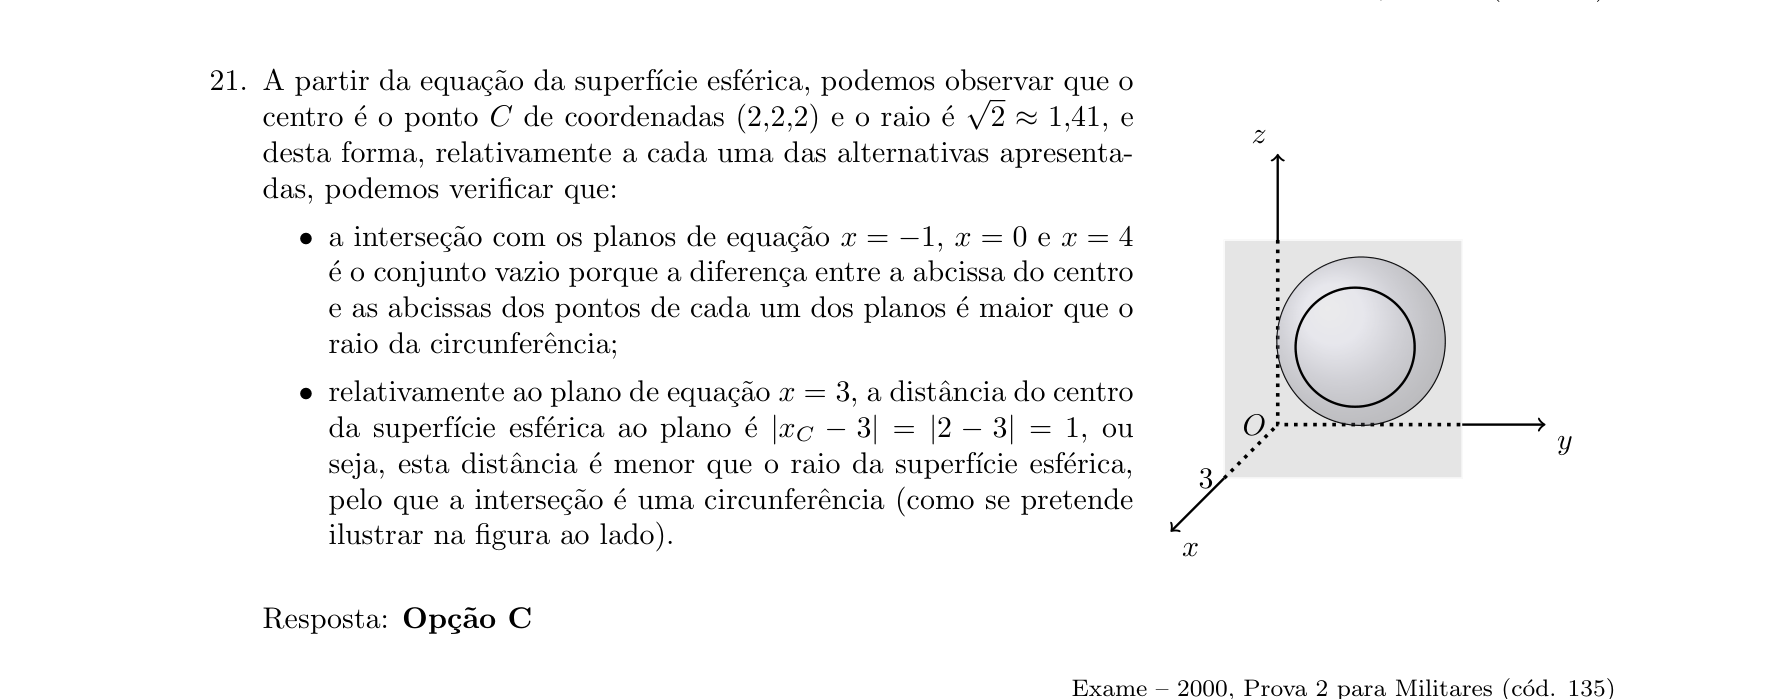 21. A partir da equação da superfície esférica, podemos observar que o
centro é o ponto C de coordenadas (2,2,2) e o raio é √2 ≈ 1,41, e
desta forma, relativamente a cada uma das alternativas apresenta-
das, podemos verificar que:
• a interseção com os planos de equação x = −1, x = 0 e x = 4
é o conjunto vazio porque a diferença entre a abcissa do centro
e as abcissas dos pontos de cada um dos planos é maior que o
raio da circunferência;
• relativamente ao plano de equação x = 3, a distância do centro
da superfície esférica ao plano é |x_C − 3| = |2 − 3| = 1, ou
seja, esta distância é menor que o raio da superfície esférica,
pelo que a interseção é uma circunferência (como se pretende
ilustrar na figura ao lado).
z
O
y
3
x
Resposta: Opção C
Exame – 2000, Prova 2 para Militares (cód. 135)